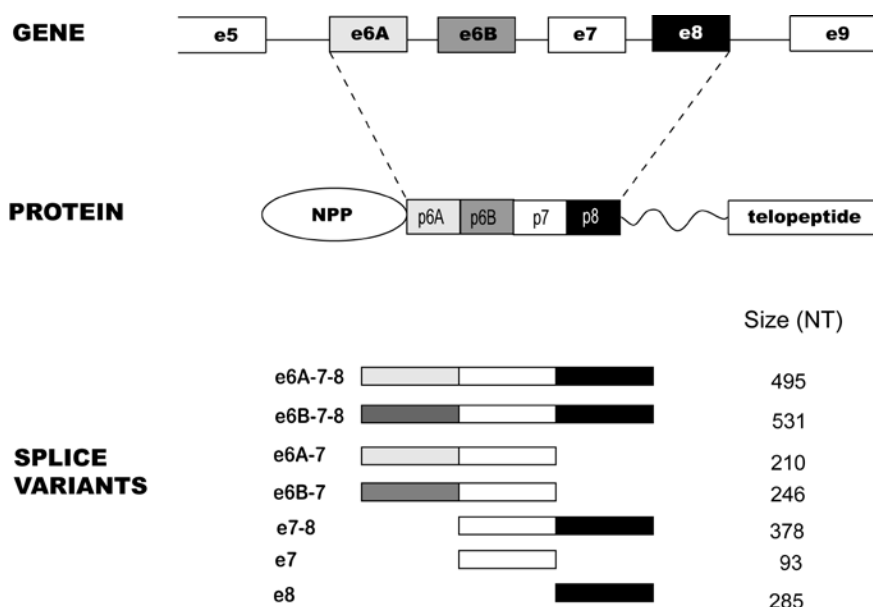 GENE e5 e6A e6B e7 e8 e9
PROTEIN NPP p6A p6B p7 p8 telopeptide
Size (NT)
e6A-7-8 495
e6B-7-8 531
e6A-7 210
SPLICE
VARIANTS
e6B-7 246
e7-8 378
e7 93
e8 285